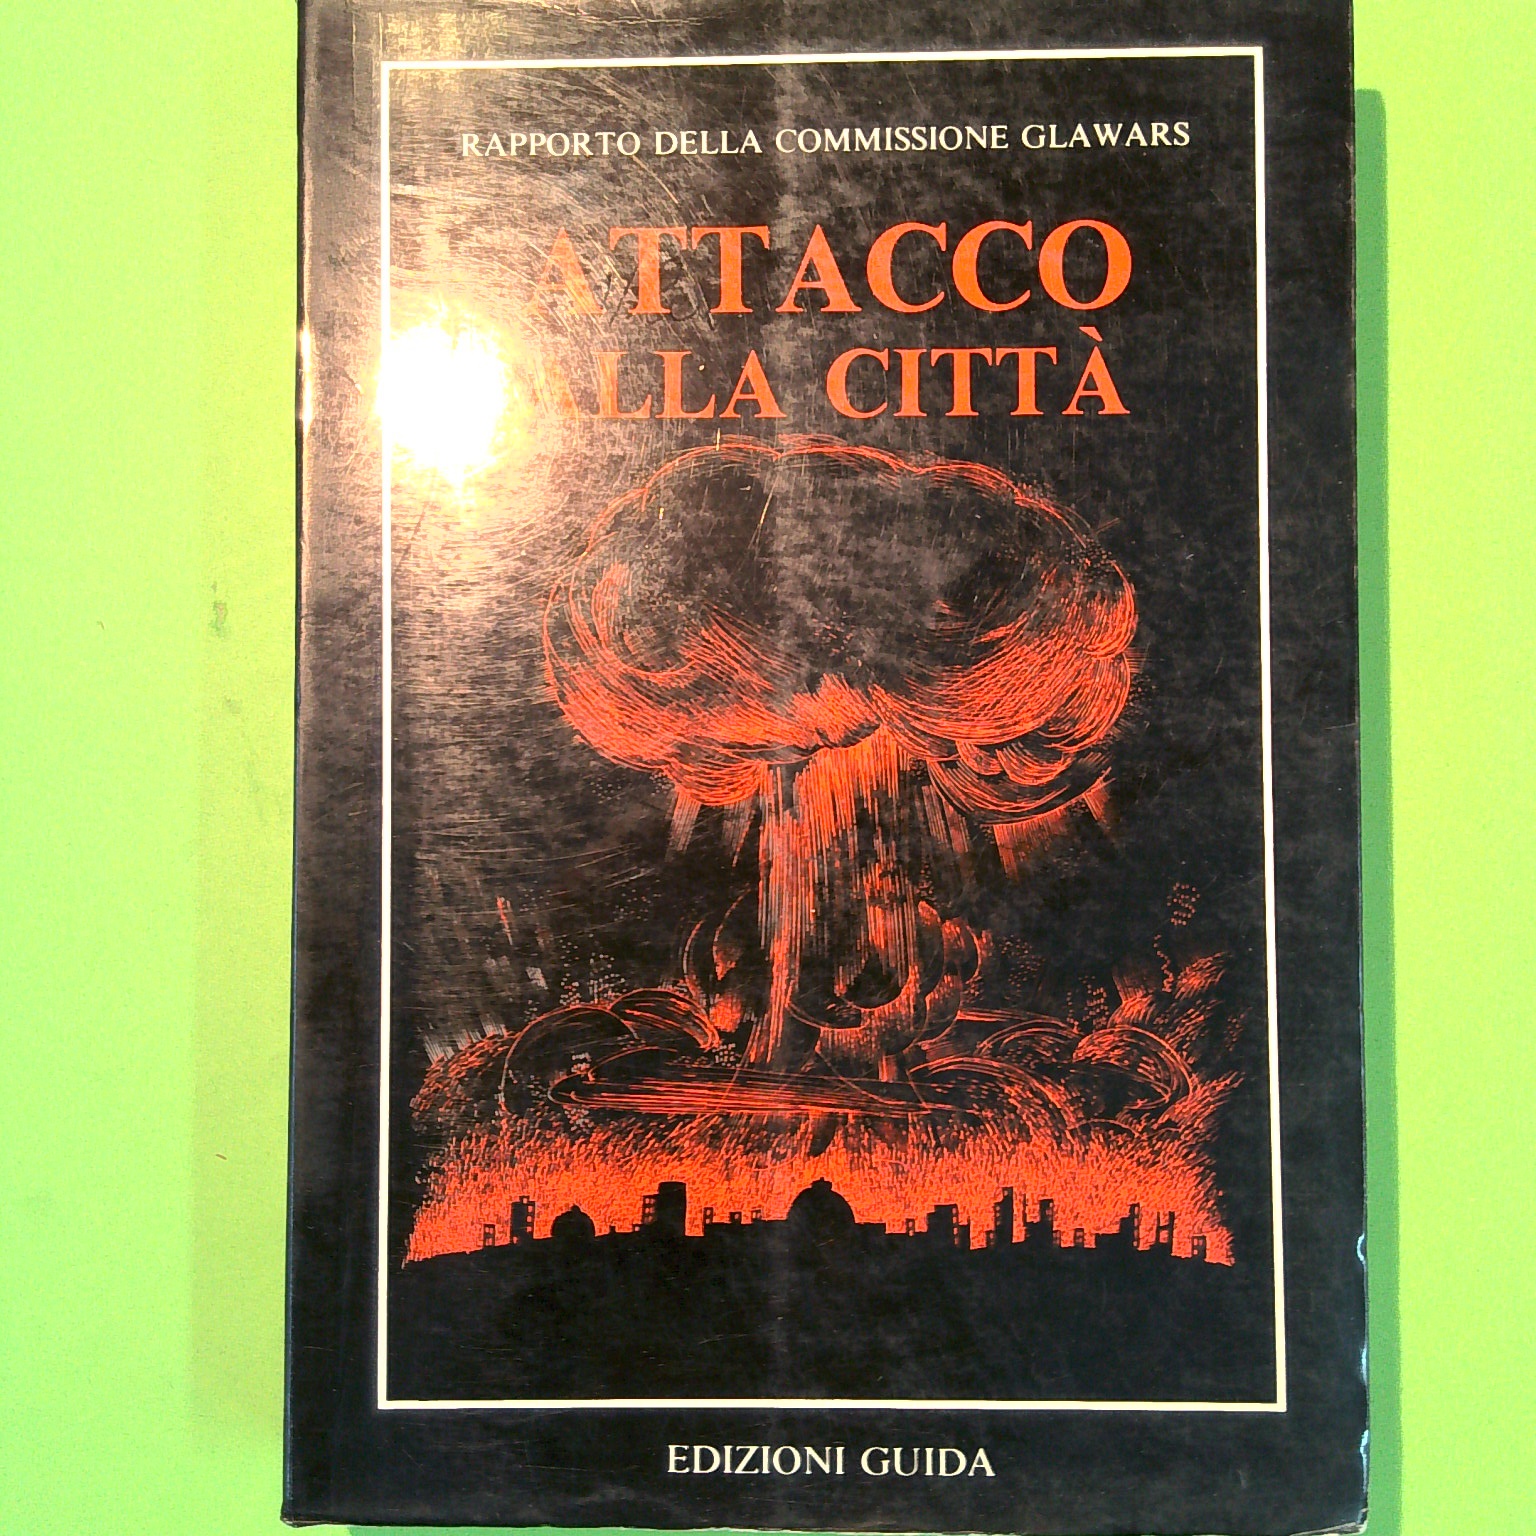 RAPPORTO DELLA COMMISSIONE GLAWARS
ATTACCO
ALLA CITTÀ
EDIZIONI GUIDA